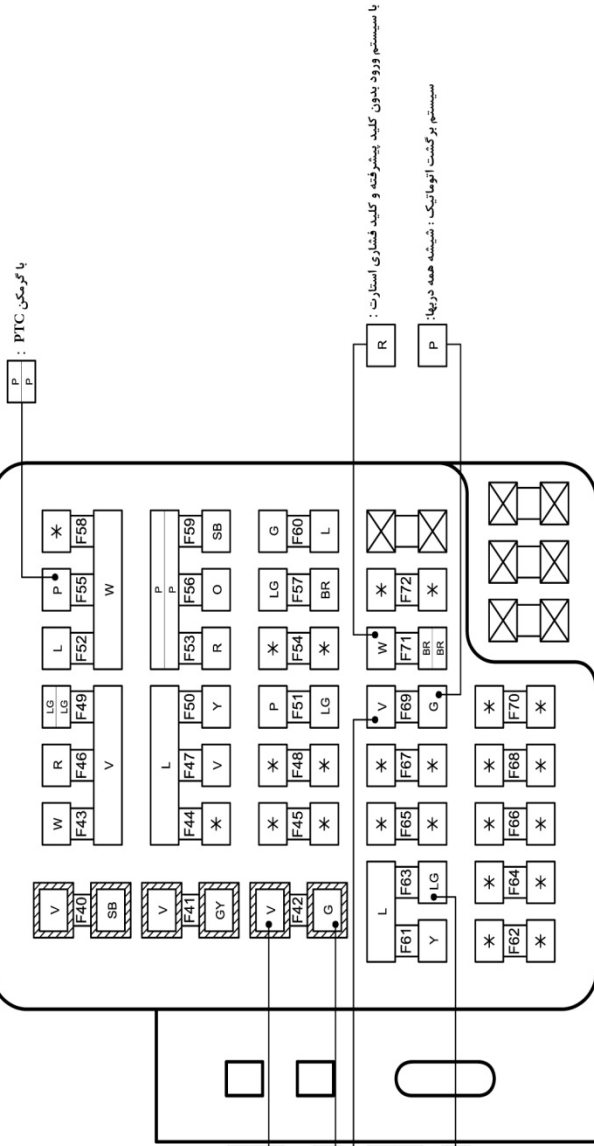 با گرمکن PTC :
P
P
با سیستم ورود بدون کلید پیشرفته و کلید فشاری استارت :
R
سیستم برگشت اتوماتیک : شیشه همه دربها:
P
* F58
P F55
L F52
W
LG LG F49
R F46
W F43
V
P P
F59 SB
F56 O
F53 R
L
F50 Y
F47 V
F44 *
G F60 L
LG F57 BR
* F54 *
P F51 LG
* F48 *
* F45 *
* F72 *
W F71 BR BR
V F69 G
* F67 *
* F65 *
L
F63 LG
F61 Y
* F70 *
* F68 *
* F66 *
* F64 *
* F62 *
V F40 SB
V F41 GY
V F42 G